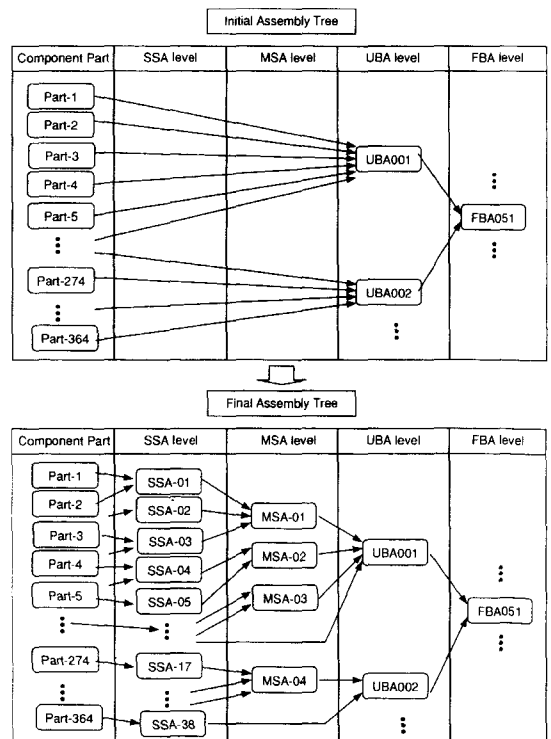 Initial Assembly Tree
Component Part SSA level MSA level UBA level FBA level
Part-1
Part-2
Part-3
Part-4
Part-5
Part-274
Part-364
UBA001
UBA002
FBA051
Final Assembly Tree
Component Part SSA level MSA level UBA level FBA level
Part-1
Part-2
Part-3
Part-4
Part-5
Part-274
Part-364
SSA-01
SSA-02
SSA-03
SSA-04
SSA-05
SSA-17
SSA-38
MSA-01
MSA-02
MSA-03
MSA-04
UBA001
UBA002
FBA051